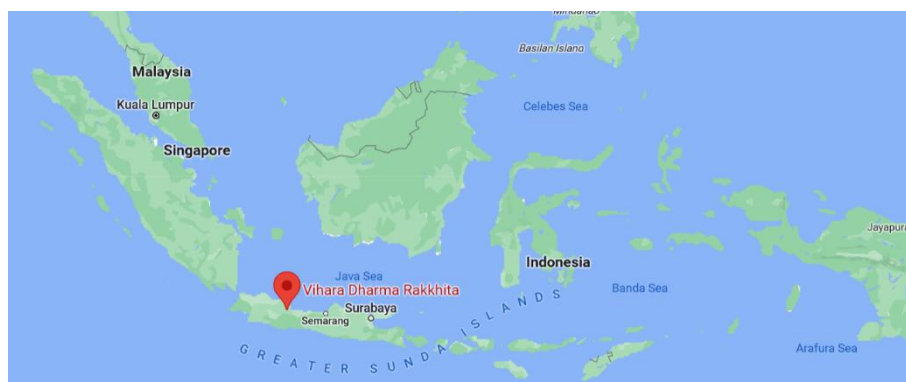 Mindanao
Basilan Island
Malaysia
Celebes Sea
Kuala Lumpur
Singapore
Jayapura
Indonesia
Java Sea
Banda Sea
Vihara Dharma Rakkhita
Surabaya
Semarang
GREATER SUNDA ISLANDS
Arafura Sea